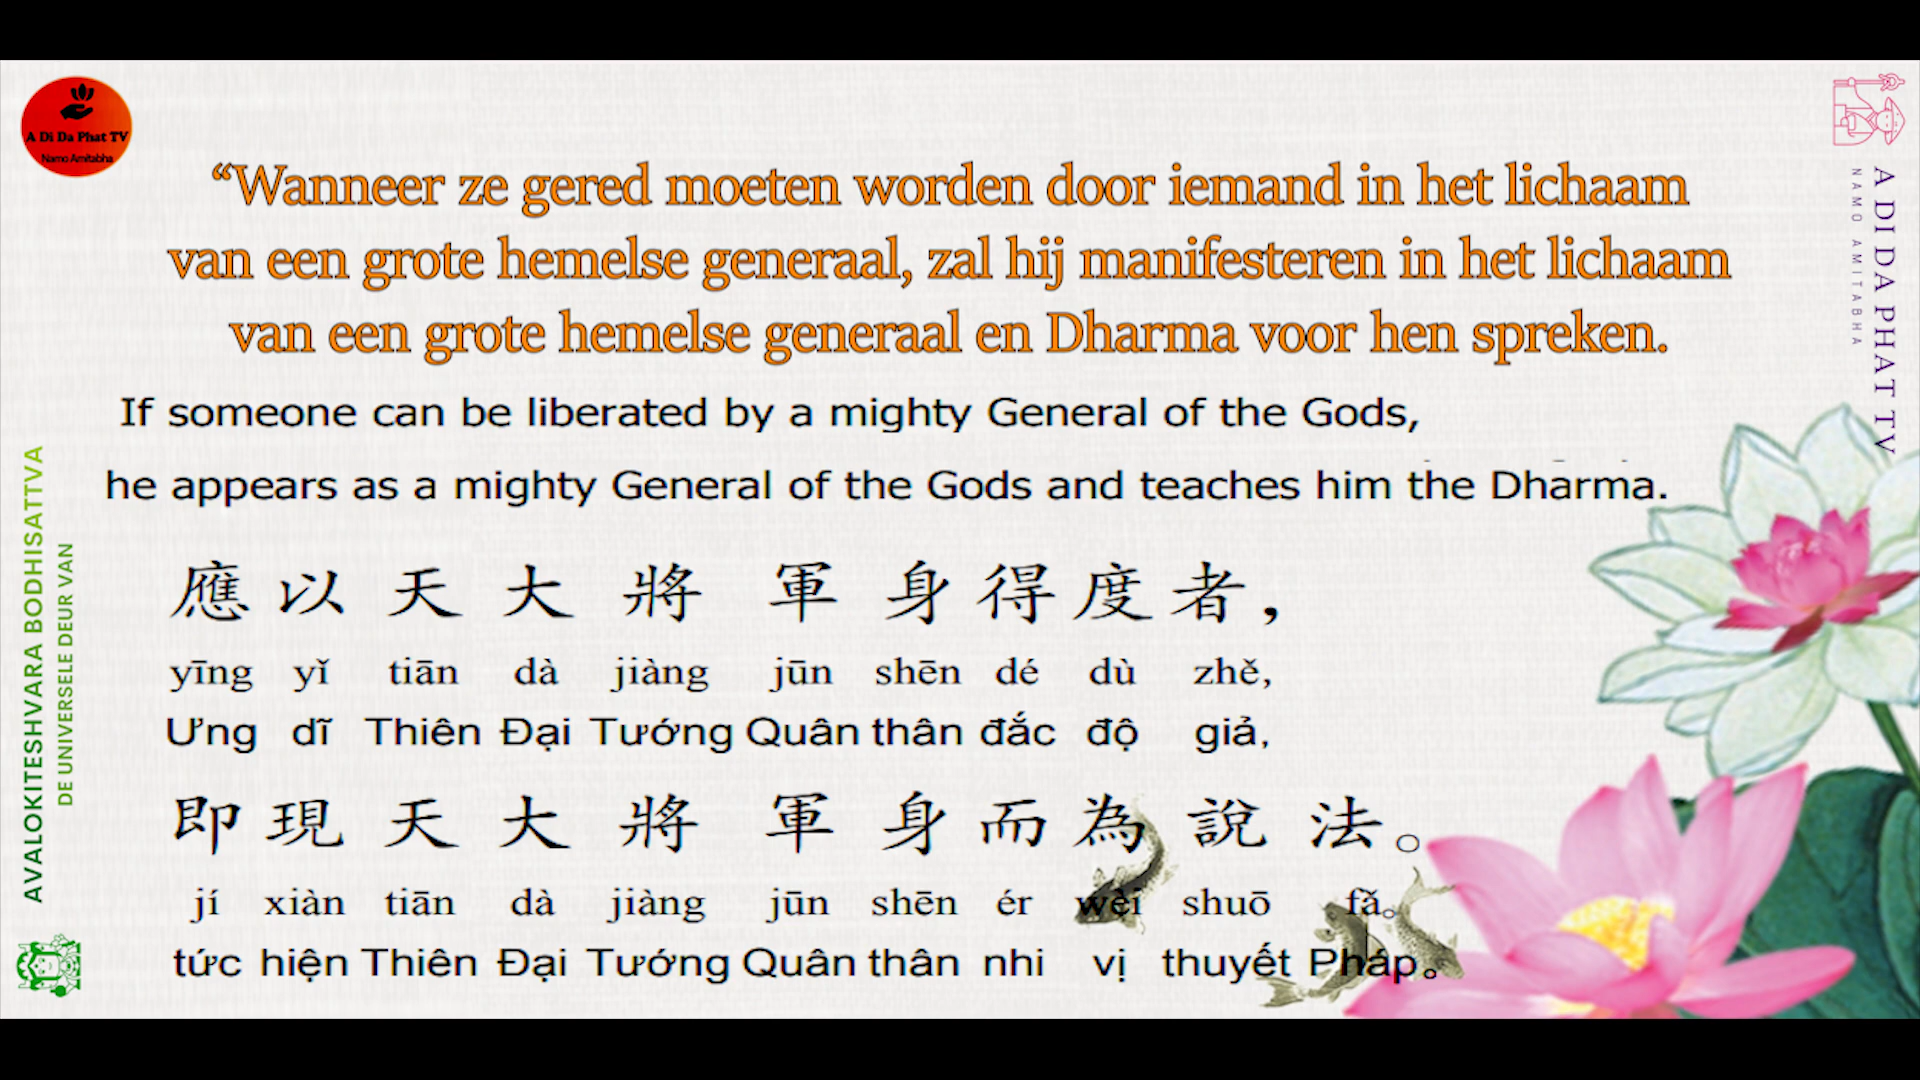 A Di Da Phat TV
Namo Amitabha
“Wanneer ze gered moeten worden door iemand in het lichaam
van een grote hemelse generaal, zal hij manifesteren in het lichaam
van een grote hemelse generaal en Dharma voor hen spreken.
If someone can be liberated by a mighty General of the Gods,
he appears as a mighty General of the Gods and teaches him the Dharma.
應以天大將軍身得度者，
yīng yǐ tiān dà jiàng jūn shēn dé dù zhě,
Ưng dĩ Thiên Đại Tướng Quân thân đắc độ giả,
即現天大將軍身而為說法。
jí xiàn tiān dà jiàng jūn shēn ér wèi shuō fǎ。
tức hiện Thiên Đại Tướng Quân thân nhi vị thuyết Pháp。
AVALOKITESHVARA BODHISATTVA
DE UNIVERSELE DEUR VAN
A DI DA PHAT TV
NAMO AMITABHA